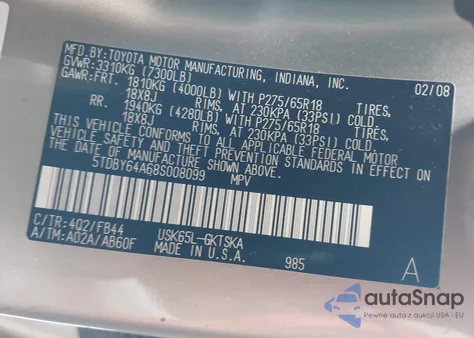 MFD.BY:TOYOTA MOTOR MANUFACTURING, INDIANA, INC. 02/08
GVWR: 3310KG (7300LB)
GAWR:FRT. 1810KG (4000LB) WITH P275/65R18 TIRES,
18X8J RIMS, AT 230KPA (33PSI) COLD.
RR. 1940KG (4280LB) WITH P275/65R18 TIRES,
18X8J RIMS, AT 230KPA (33PSI) COLD.
THIS VEHICLE CONFORMS TO ALL APPLICABLE
FEDERAL MOTOR VEHICLE SAFETY STANDARDS IN EFFECT ON
THE DATE OF MANUFACTURE SHOWN ABOVE.
5TDBY64A68S008099 MPV
C/TR:4Q2/FB44 USK65L-GKTSKA
A/TM:A02A/AB60F MADE IN U.S.A. 985 A
autoSnap
Pewne auta z aukcji USA i EU